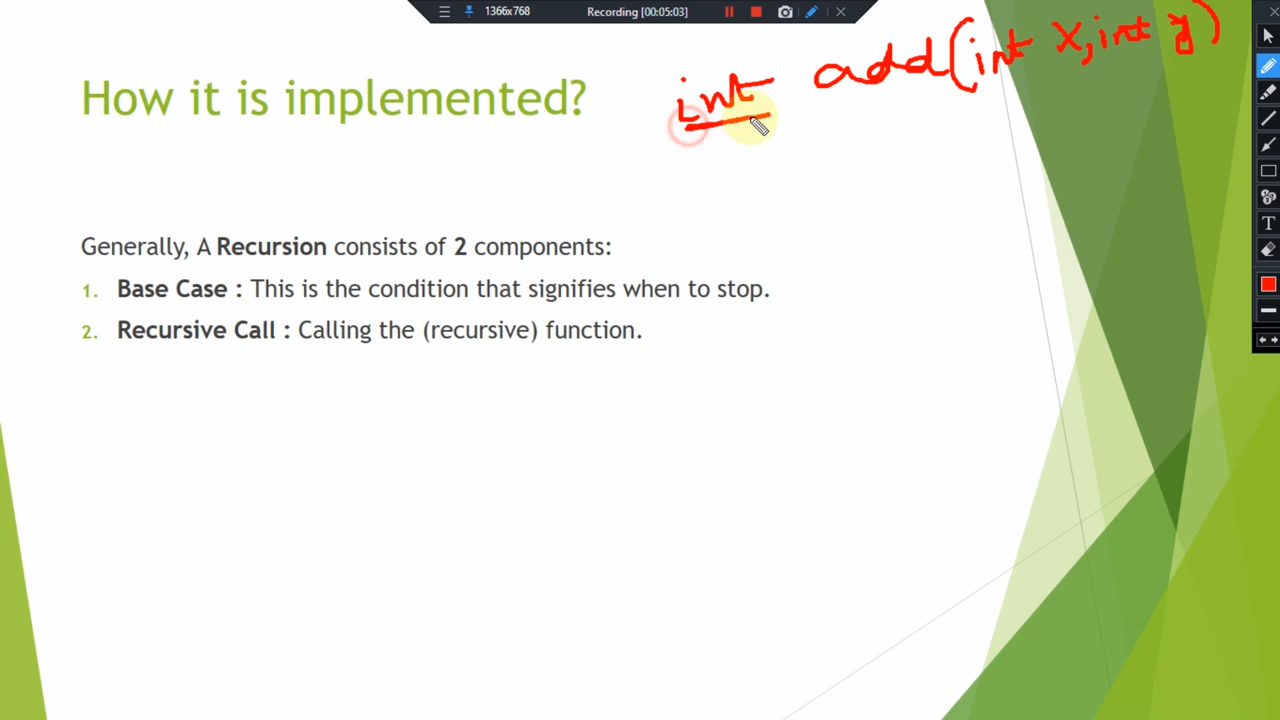 1366x768 Recording [00:05:03]
int add(int x, int y)
How it is implemented?
Generally, A Recursion consists of 2 components:
1. Base Case : This is the condition that signifies when to stop.
2. Recursive Call : Calling the (recursive) function.